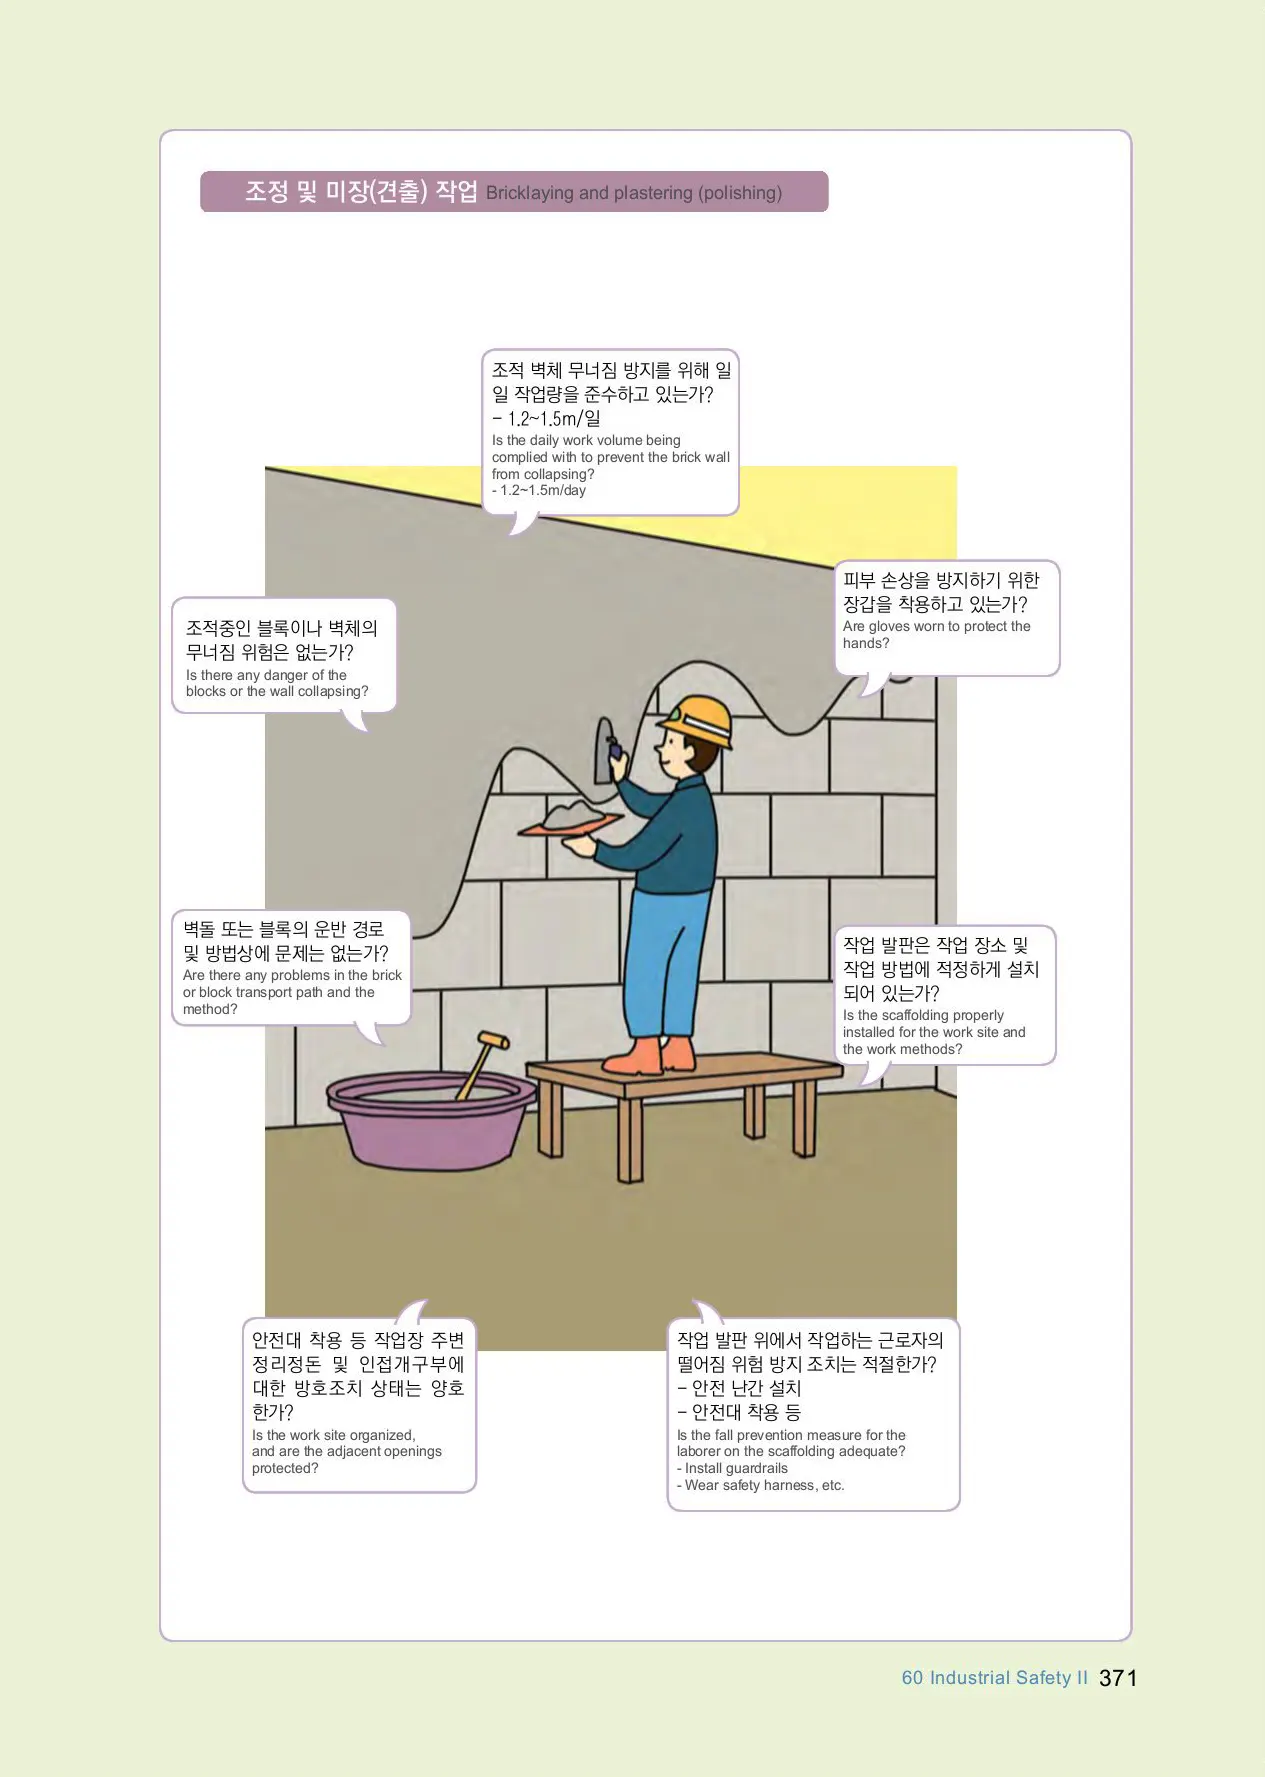 조정 및 미장(견출) 작업 Bricklaying and plastering (polishing)
조적 벽체 무너짐 방지를 위해 일
일 작업량을 준수하고 있는가?
- 1.2~1.5m/일
Is the daily work volume being
complied with to prevent the brick wall
from collapsing?
- 1.2~1.5m/day
피부 손상을 방지하기 위한
장갑을 착용하고 있는가?
Are gloves worn to protect the
hands?
조적중인 블록이나 벽체의
무너짐 위험은 없는가?
Is there any danger of the
blocks or the wall collapsing?
벽돌 또는 블록의 운반 경로
및 방법상에 문제는 없는가?
Are there any problems in the brick
or block transport path and the
method?
작업 발판은 작업 장소 및
작업 방법에 적정하게 설치
되어 있는가?
Is the scaffolding properly
installed for the work site and
the work methods?
안전대 착용 등 작업장 주변
정리정돈 및 인접개구부에
대한 방호조치 상태는 양호
한가?
Is the work site organized,
and are the adjacent openings
protected?
작업 발판 위에서 작업하는 근로자의
떨어짐 위험 방지 조치는 적절한가?
- 안전 난간 설치
- 안전대 착용 등
Is the fall prevention measure for the
laborer on the scaffolding adequate?
- Install guardrails
- Wear safety harness, etc.
60 Industrial Safety II 371